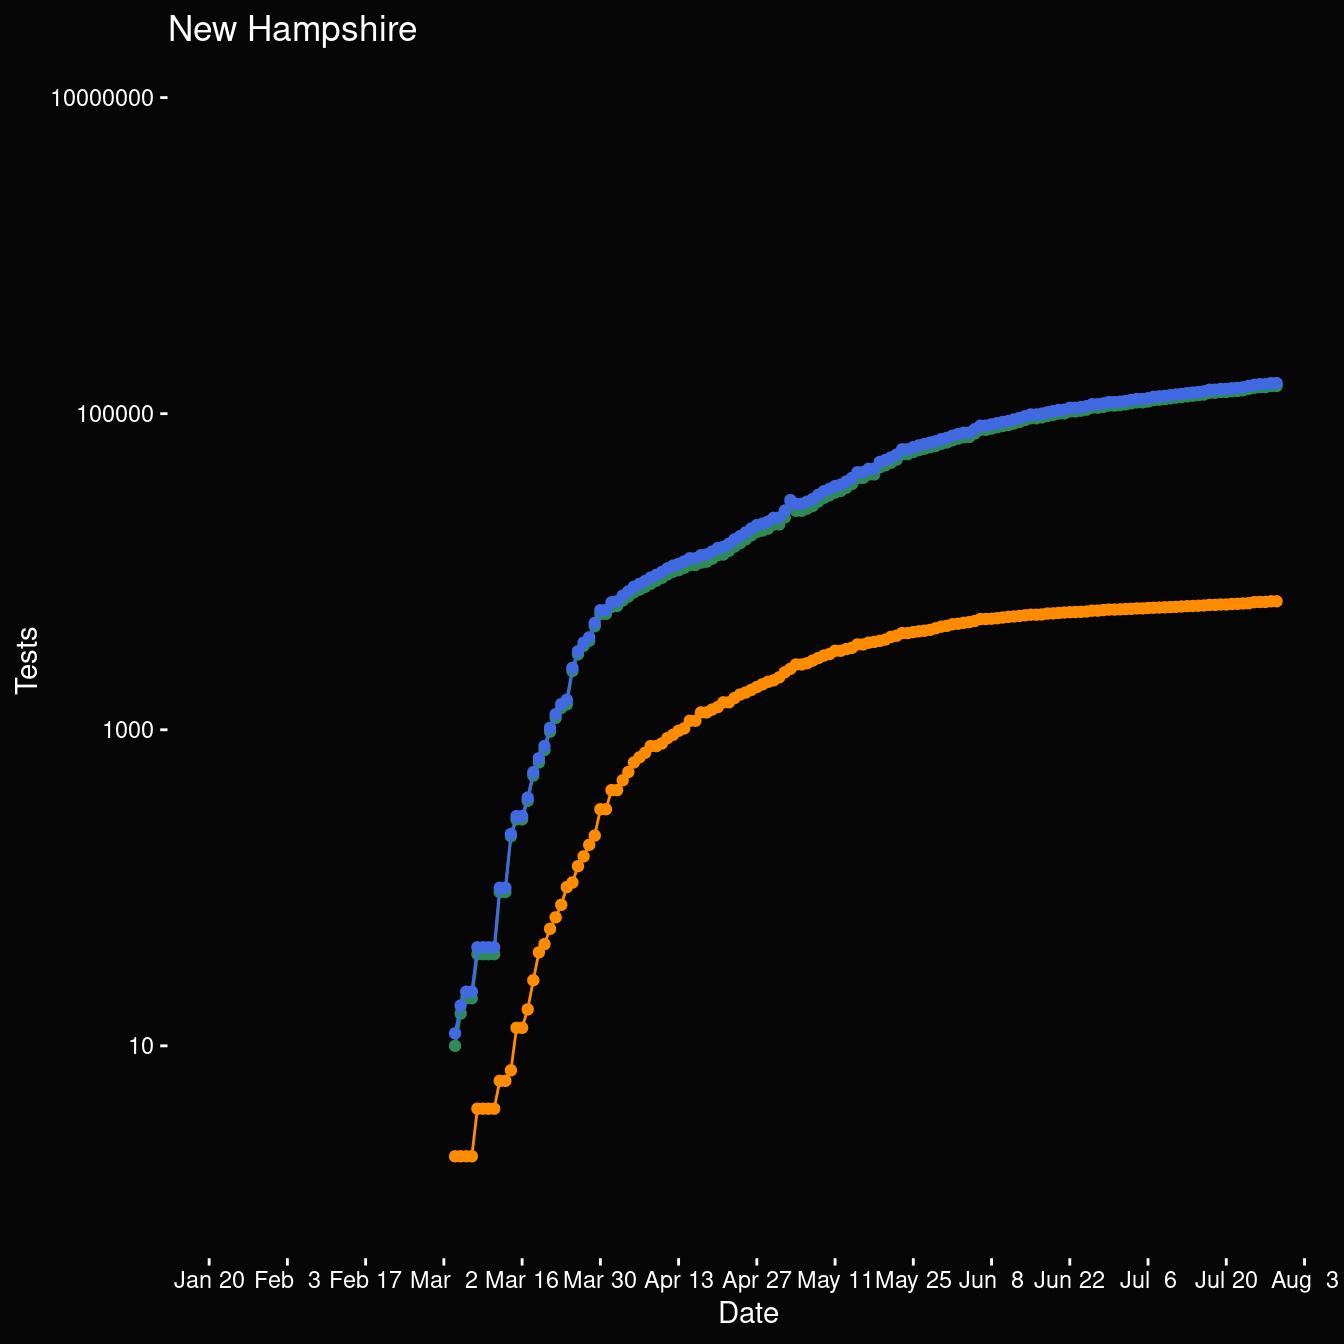 New Hampshire
10000000
100000
1000
10
Tests
Jan 20 Feb 3 Feb 17 Mar 2 Mar 16 Mar 30 Apr 13 Apr 27 May 11 May 25 Jun 8 Jun 22 Jul 6 Jul 20 Aug 3
Date